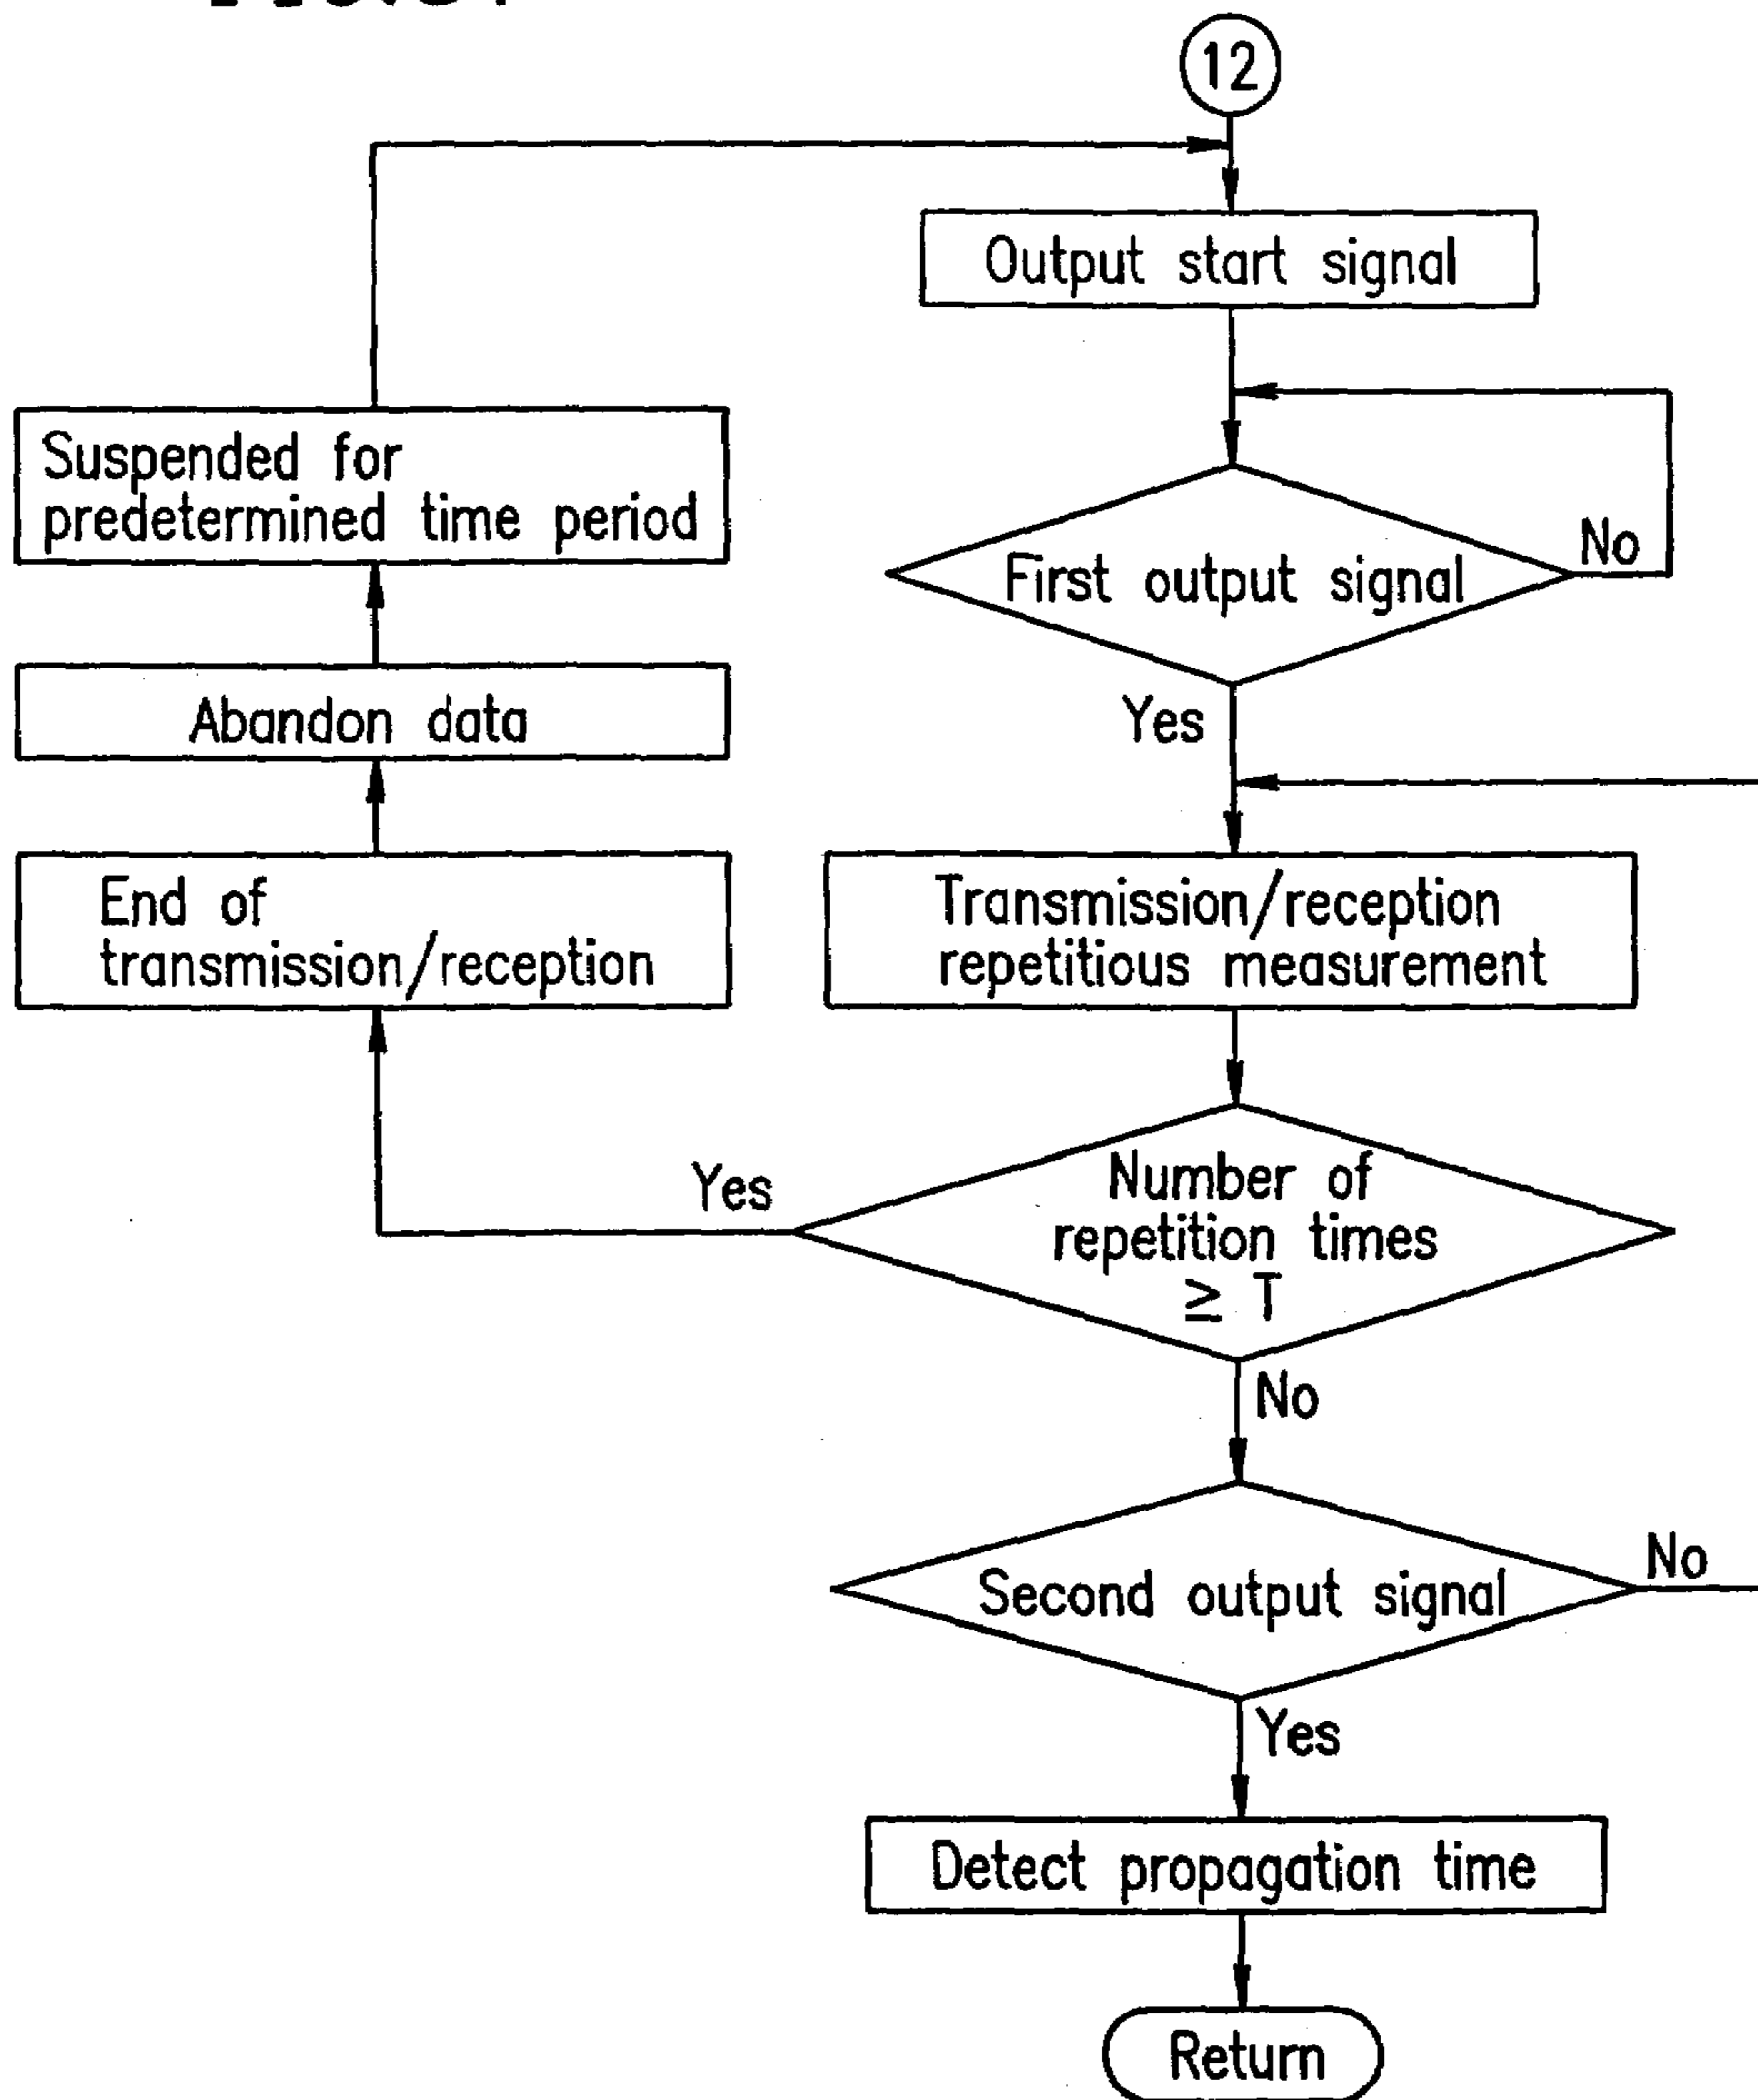 12
Output start signal
Suspended for
predetermined time period
First output signal
No
Abandon data
Yes
End of
transmission/reception
Transmission/reception
repetitious measurement
Yes
Number of
repetition times
≥ T
No
Second output signal
No
Yes
Detect propagation time
Return